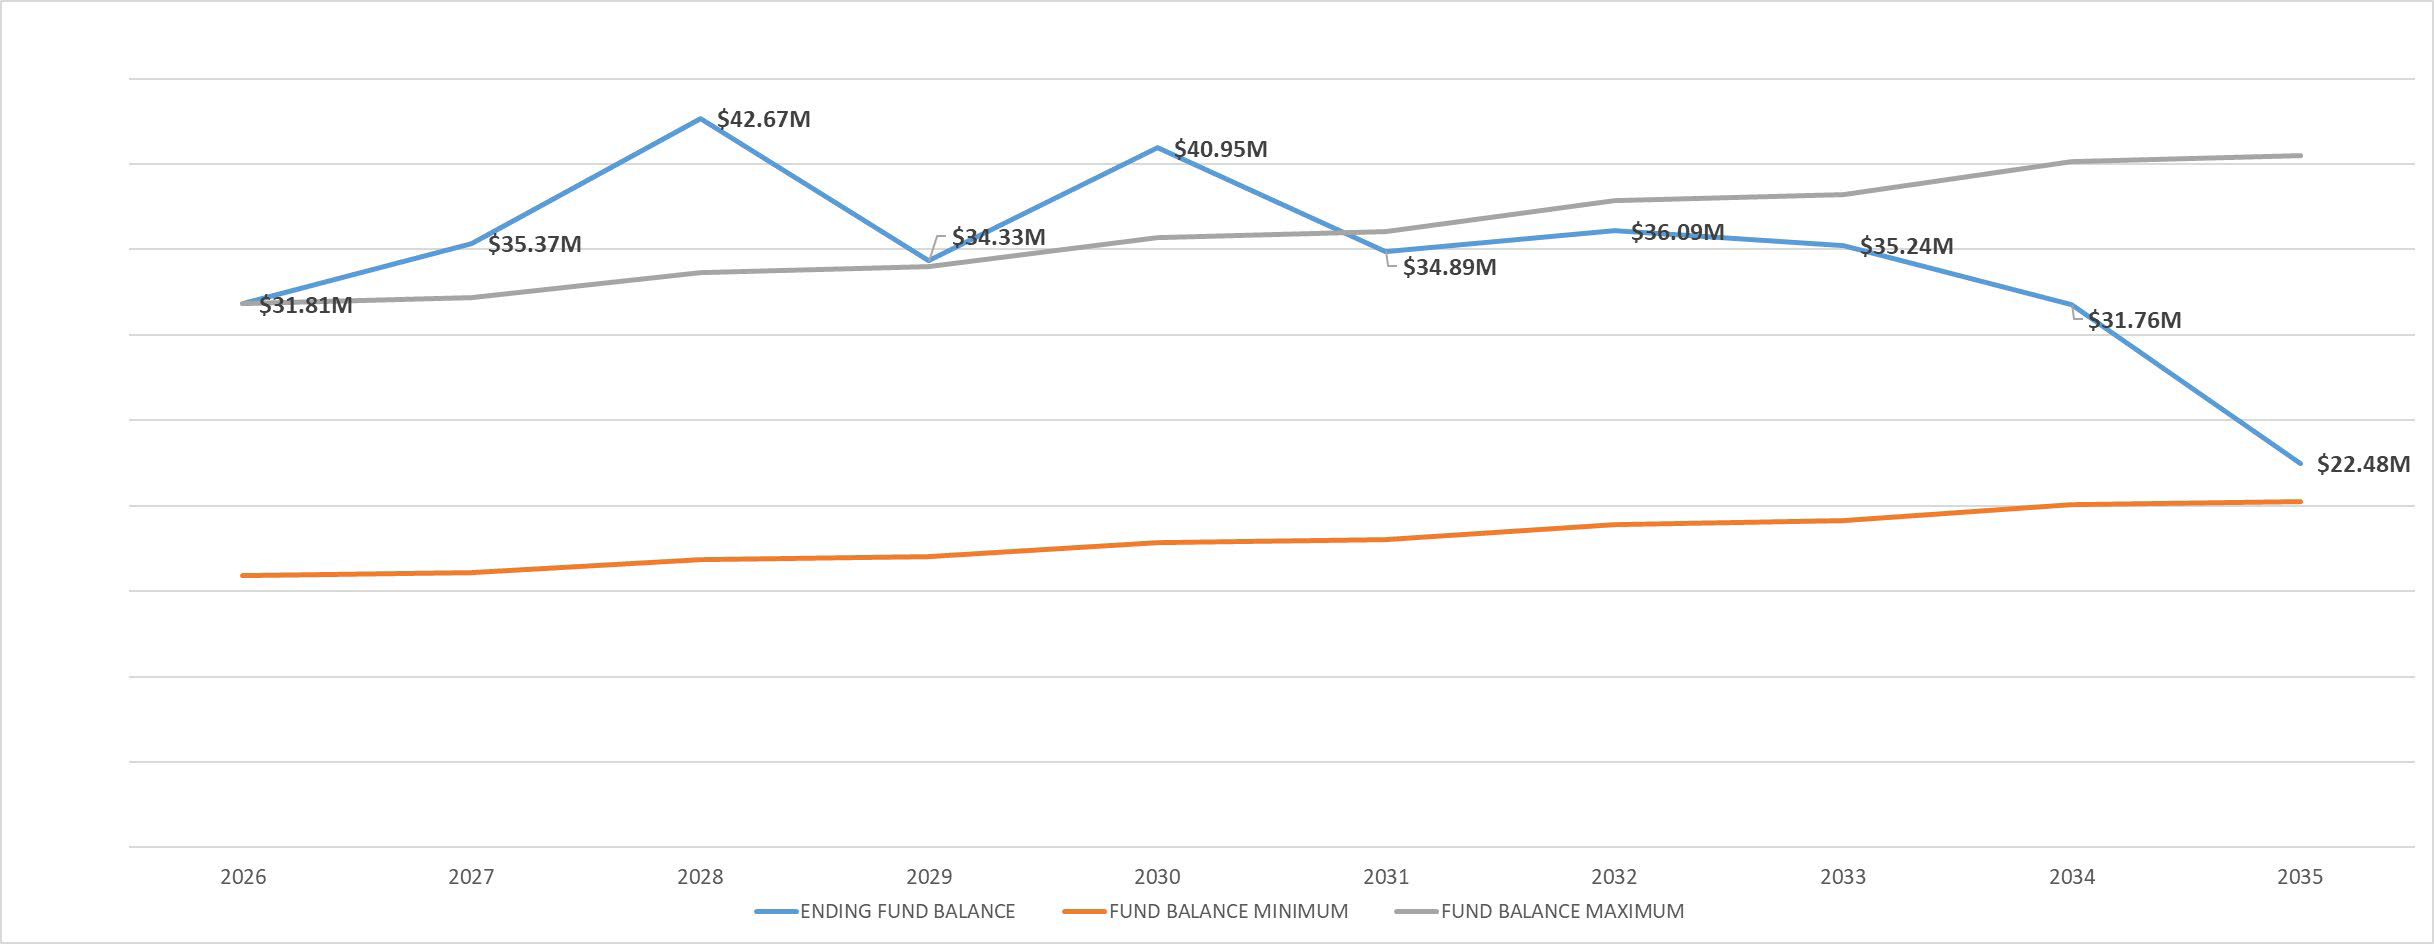 $42.67M
$40.95M
$36.09M
$34.33M
$35.37M
$35.24M
$34.89M
$31.81M
$31.76M
$22.48M
2026 2027 2028 2029 2030 2031 2032 2033 2034 2035
ENDING FUND BALANCE FUND BALANCE MINIMUM FUND BALANCE MAXIMUM